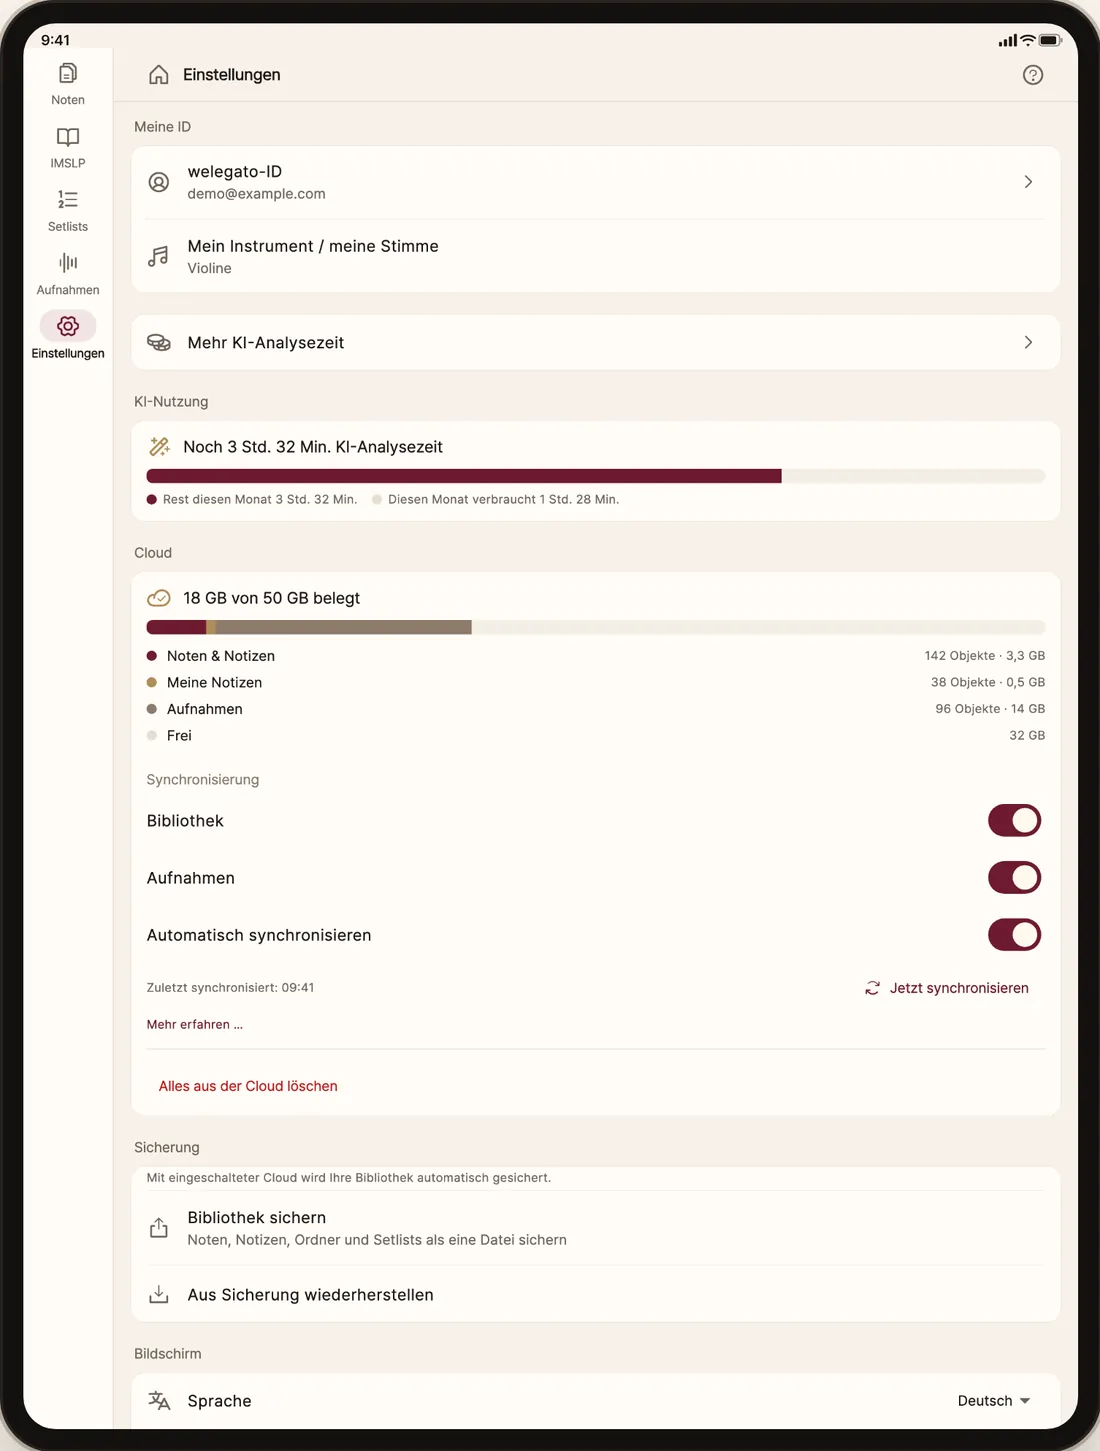 9:41
Noten
IMSLP
Setlists
Aufnahmen
Einstellungen
Einstellungen
Meine ID
welegato-ID
demo@example.com
Mein Instrument / meine Stimme
Violine
Mehr KI-Analysezeit
KI-Nutzung
Noch 3 Std. 32 Min. KI-Analysezeit
Rest diesen Monat 3 Std. 32 Min. Diesen Monat verbraucht 1 Std. 28 Min.
Cloud
18 GB von 50 GB belegt
Noten & Notizen 142 Objekte · 3,3 GB
Meine Notizen 38 Objekte · 0,5 GB
Aufnahmen 96 Objekte · 14 GB
Frei 32 GB
Synchronisierung
Bibliothek
Aufnahmen
Automatisch synchronisieren
Zuletzt synchronisiert: 09:41 Jetzt synchronisieren
Mehr erfahren ...
Alles aus der Cloud löschen
Sicherung
Mit eingeschalteter Cloud wird Ihre Bibliothek automatisch gesichert.
Bibliothek sichern
Noten, Notizen, Ordner und Setlists als eine Datei sichern
Aus Sicherung wiederherstellen
Bildschirm
Sprache Deutsch